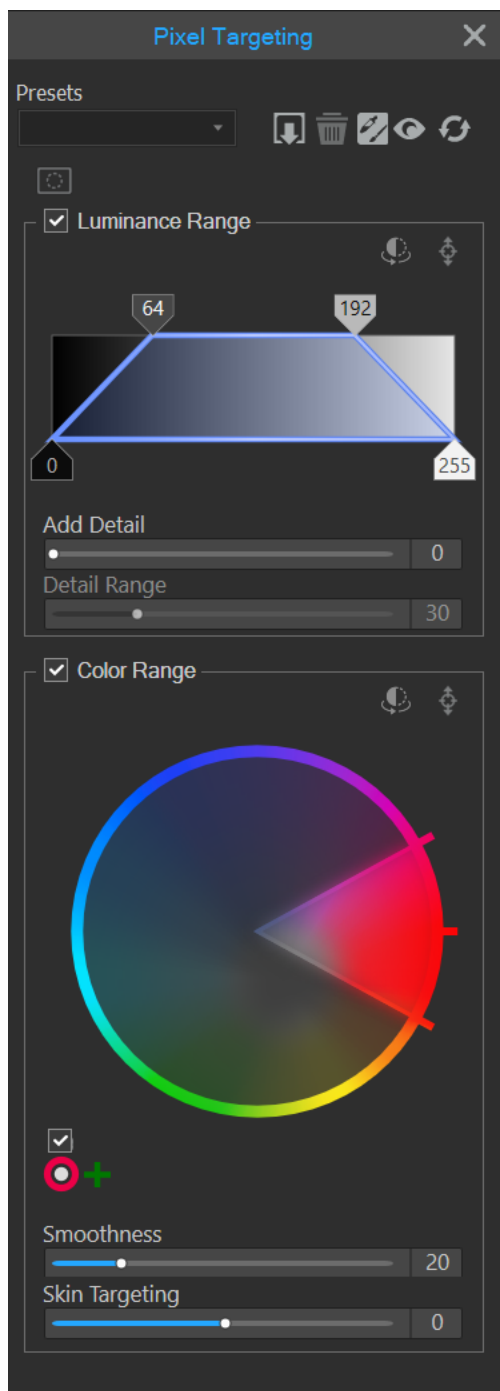 Pixel Targeting
Presets
Luminance Range
64 192
0 255
Add Detail
0
Detail Range
30
Color Range
Smoothness
20
Skin Targeting
0